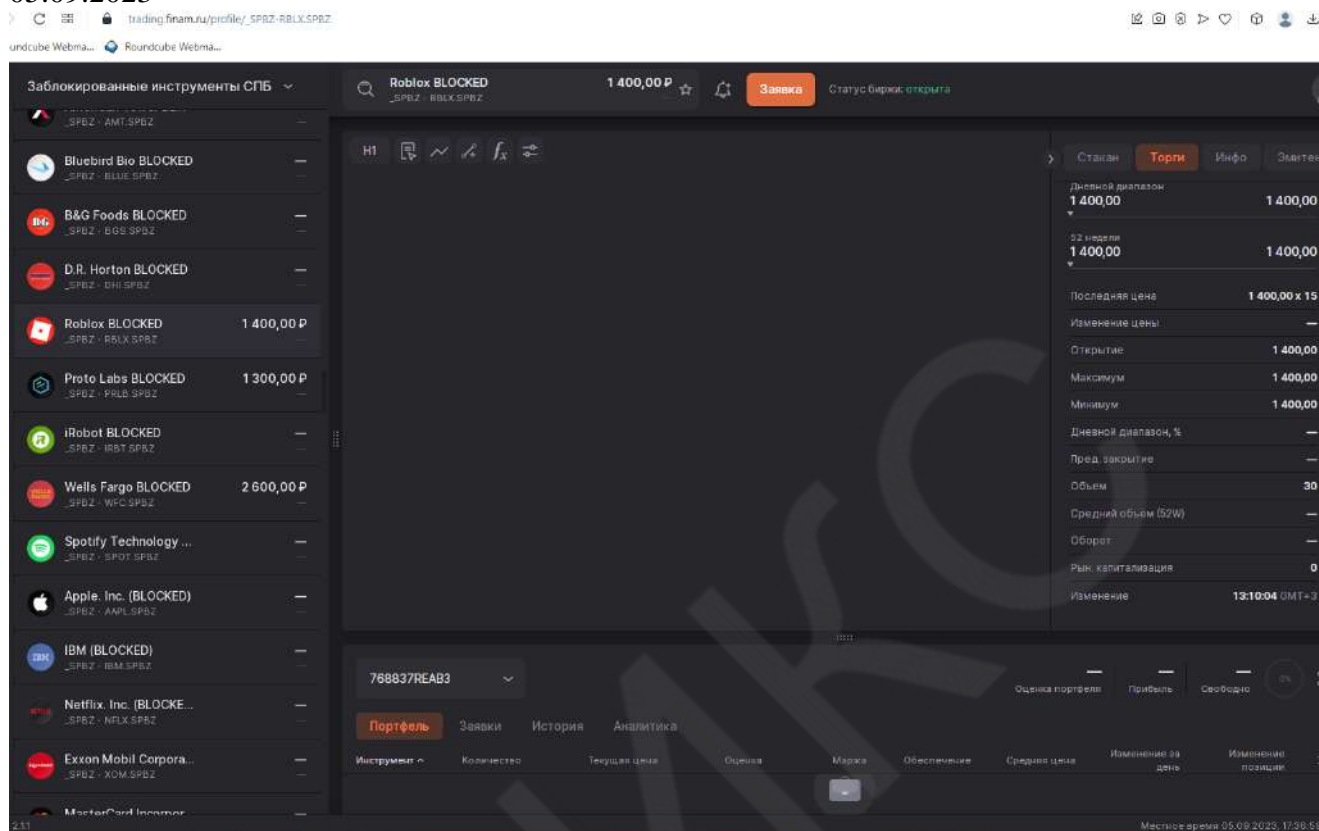 05.09.2023
trading.finam.ru/profile/_SPBZ-RBLX.SPBZ
undcube Webma... Roundcube Webma...
Заблокированные инструменты СПБ
Roblox BLOCKED 1 400,00 ₽
_SPBZ - RBLX.SPBZ
Заявка
Статус биржи: открыта
_SPBZ - AMT.SPBZ
Bluebird Bio BLOCKED —
_SPBZ - BLUE.SPBZ
B&G Foods BLOCKED —
_SPBZ - BGS.SPBZ
D.R. Horton BLOCKED —
_SPBZ - DHI.SPBZ
Roblox BLOCKED 1 400,00 ₽
_SPBZ - RBLX.SPBZ
Proto Labs BLOCKED 1 300,00 ₽
_SPBZ - PRLB.SPBZ
iRobot BLOCKED —
_SPBZ - IRBT.SPBZ
Wells Fargo BLOCKED 2 600,00 ₽
_SPBZ - WFC.SPBZ
Spotify Technology ... —
_SPBZ - SPOT.SPBZ
Apple. Inc. (BLOCKED) —
_SPBZ - AAPL.SPBZ
IBM (BLOCKED) —
_SPBZ - IBM.SPBZ
Netflix. Inc. (BLOCKE... —
_SPBZ - NFLX.SPBZ
Exxon Mobil Corpora... —
_SPBZ - XOM.SPBZ
MasterCard Incorpor
H1
Стакан Торги Инфо Эмитен
Дневной диапазон
1 400,00 1 400,00
52 недели
1 400,00 1 400,00
Последняя цена 1 400,00 x 15
Изменение цены —
Открытие 1 400,00
Максимум 1 400,00
Минимум 1 400,00
Дневной диапазон, % —
Пред. закрытие —
Объем 30
Средний объем (52W) —
Оборот —
Рын. капитализация 0
Изменение 13:10:04 GMT+3
768837REAB3
Оценка портфеля Прибыль Свободно
0%
Портфель Заявки История Аналитика
Инструмент Количество Текущая цена Оценка Маржа Обеспечение Средняя цена Изменение за день Изменение позиции
2.1.1
Местное время 05.09.2023, 17:36:5
МКС